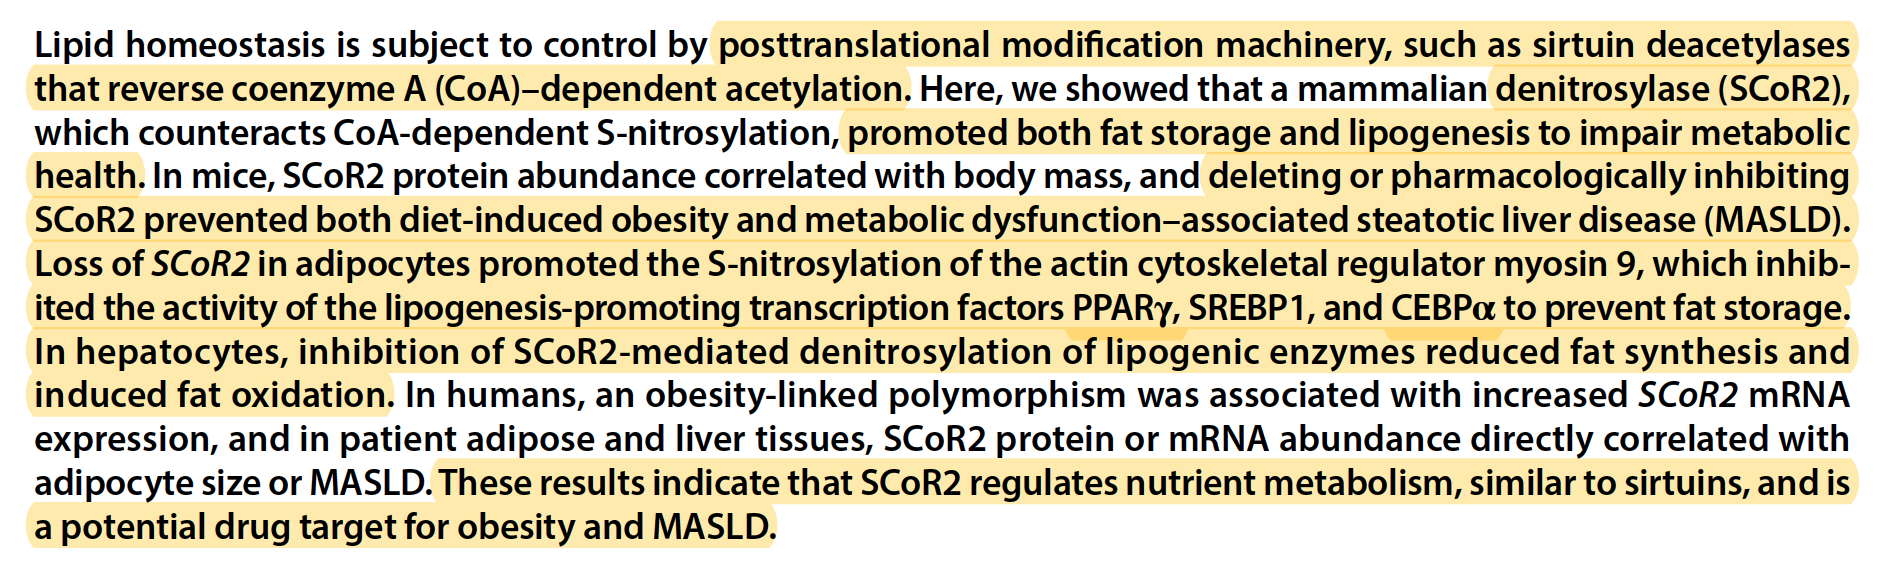 Lipid homeostasis is subject to control by posttranslational modification machinery, such as sirtuin deacetylases
that reverse coenzyme A (CoA)–dependent acetylation. Here, we showed that a mammalian denitrosylase (SCoR2),
which counteracts CoA-dependent S-nitrosylation, promoted both fat storage and lipogenesis to impair metabolic
health. In mice, SCoR2 protein abundance correlated with body mass, and deleting or pharmacologically inhibiting
SCoR2 prevented both diet-induced obesity and metabolic dysfunction–associated steatotic liver disease (MASLD).
Loss of SCoR2 in adipocytes promoted the S-nitrosylation of the actin cytoskeletal regulator myosin 9, which inhib-
ited the activity of the lipogenesis-promoting transcription factors PPARγ, SREBP1, and CEBPα to prevent fat storage.
In hepatocytes, inhibition of SCoR2-mediated denitrosylation of lipogenic enzymes reduced fat synthesis and
induced fat oxidation. In humans, an obesity-linked polymorphism was associated with increased SCoR2 mRNA
expression, and in patient adipose and liver tissues, SCoR2 protein or mRNA abundance directly correlated with
adipocyte size or MASLD. These results indicate that SCoR2 regulates nutrient metabolism, similar to sirtuins, and is
a potential drug target for obesity and MASLD.